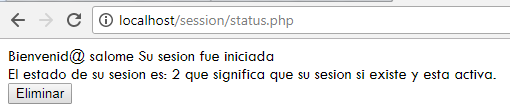 localhost/session/status.php
Bienvenid@ salome Su sesion fue iniciada
El estado de su sesion es: 2 que significa que su sesion si existe y esta activa.
Eliminar